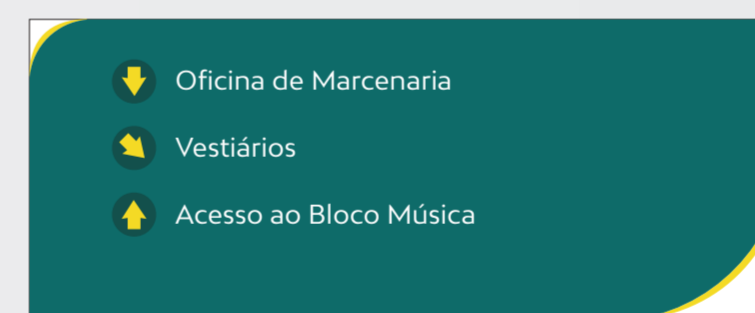 Oficina de Marcenaria
Vestiários
Acesso ao Bloco Música